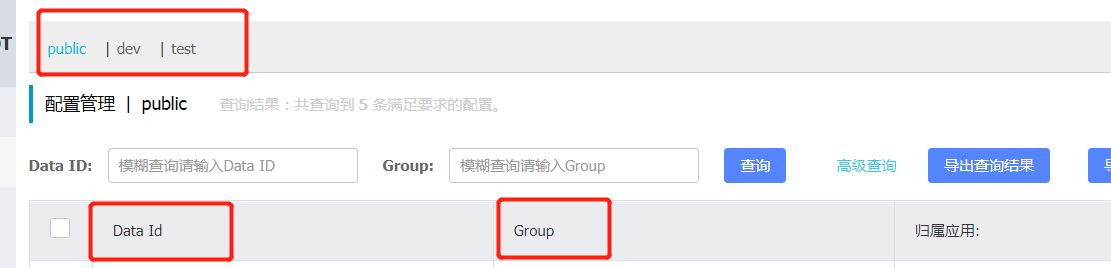 public | dev | test
配置管理 | public 查询结果：共查询到 5 条满足要求的配置。
Data ID: 模糊查询请输入Data ID Group: 模糊查询请输入Group 查询 高级查询 导出查询结果
Data Id Group 归属应用: